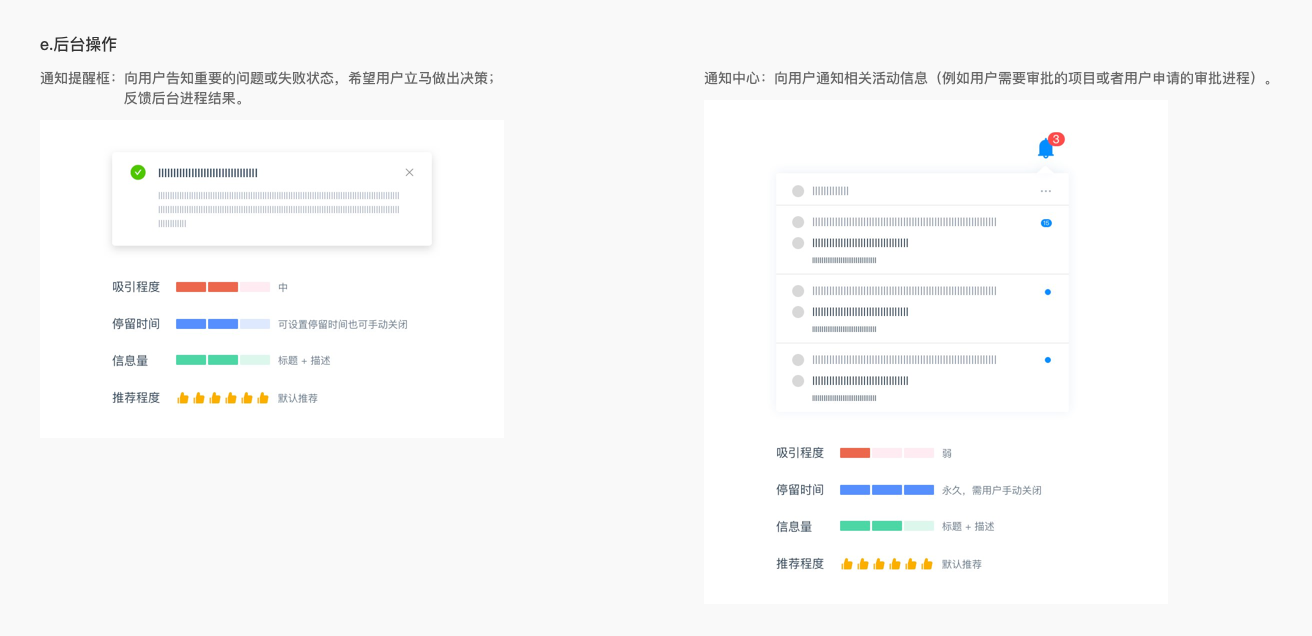 e.后台操作
通知提醒框：向用户告知重要的问题或失败状态，希望用户立马做出决策；
反馈后台进程结果。
吸引程度 中
停留时间 可设置停留时间也可手动关闭
信息量 标题 + 描述
推荐程度 默认推荐
通知中心：向用户通知相关活动信息（例如用户需要审批的项目或者用户申请的审批进程）。
3
15
吸引程度 弱
停留时间 永久，需用户手动关闭
信息量 标题 + 描述
推荐程度 默认推荐